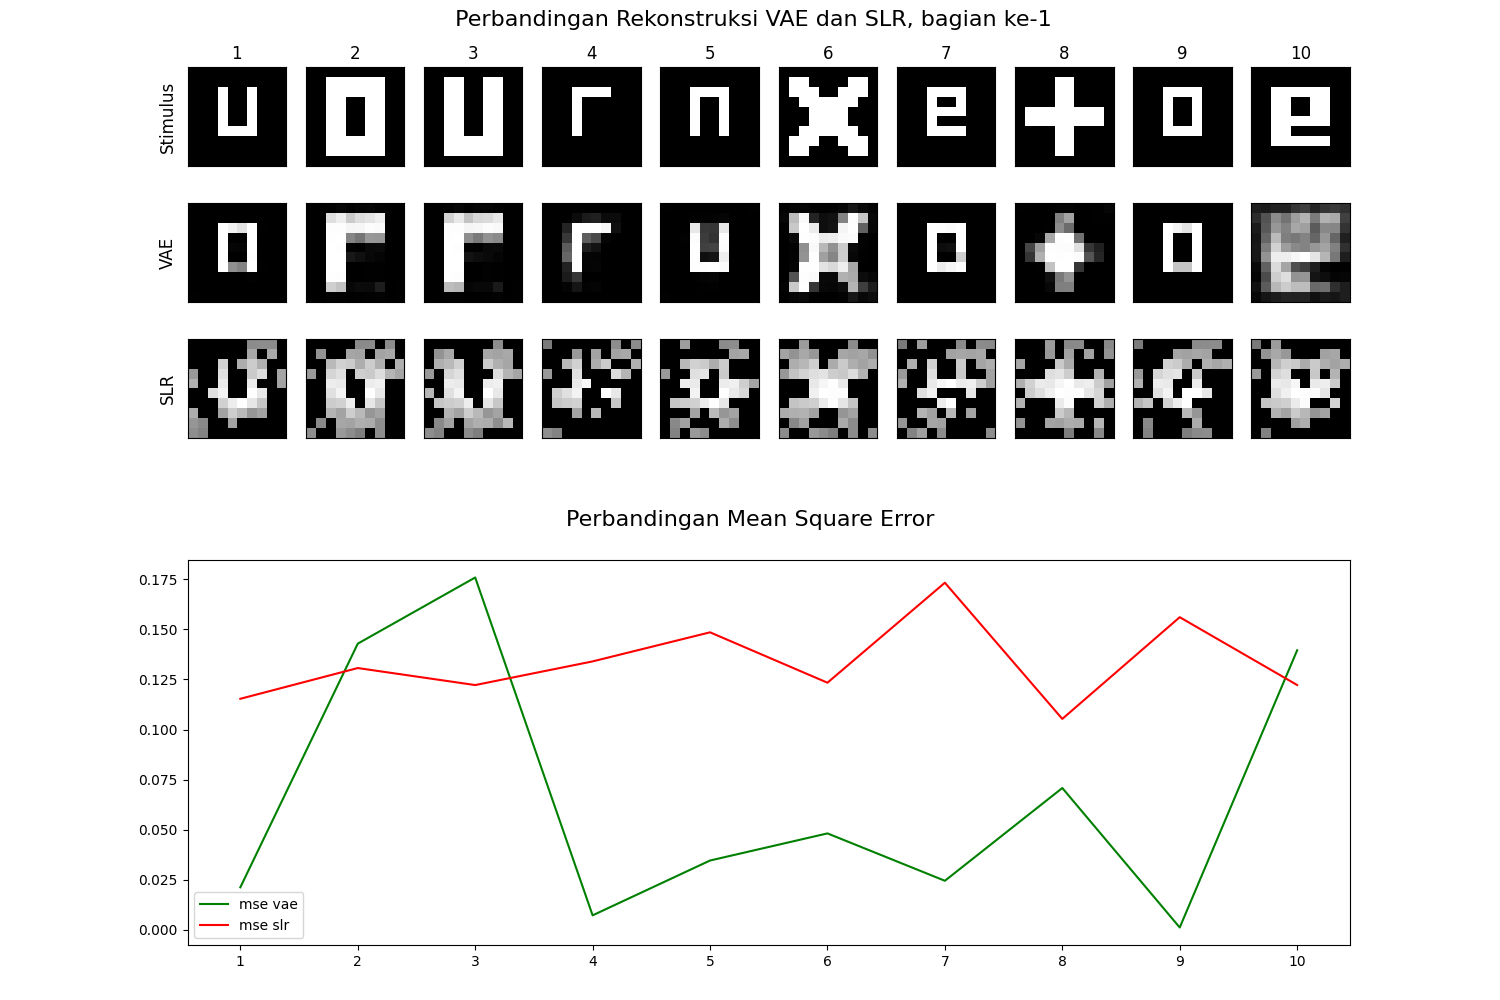 Perbandingan Rekonstruksi VAE dan SLR, bagian ke-1
1 2 3 4 5 6 7 8 9 10
Stimulus
u o u r n x e + o e
VAE
SLR
Perbandingan Mean Square Error
0.175
0.150
0.125
0.100
0.075
0.050
0.025
0.000
mse vae
mse slr
1 2 3 4 5 6 7 8 9 10